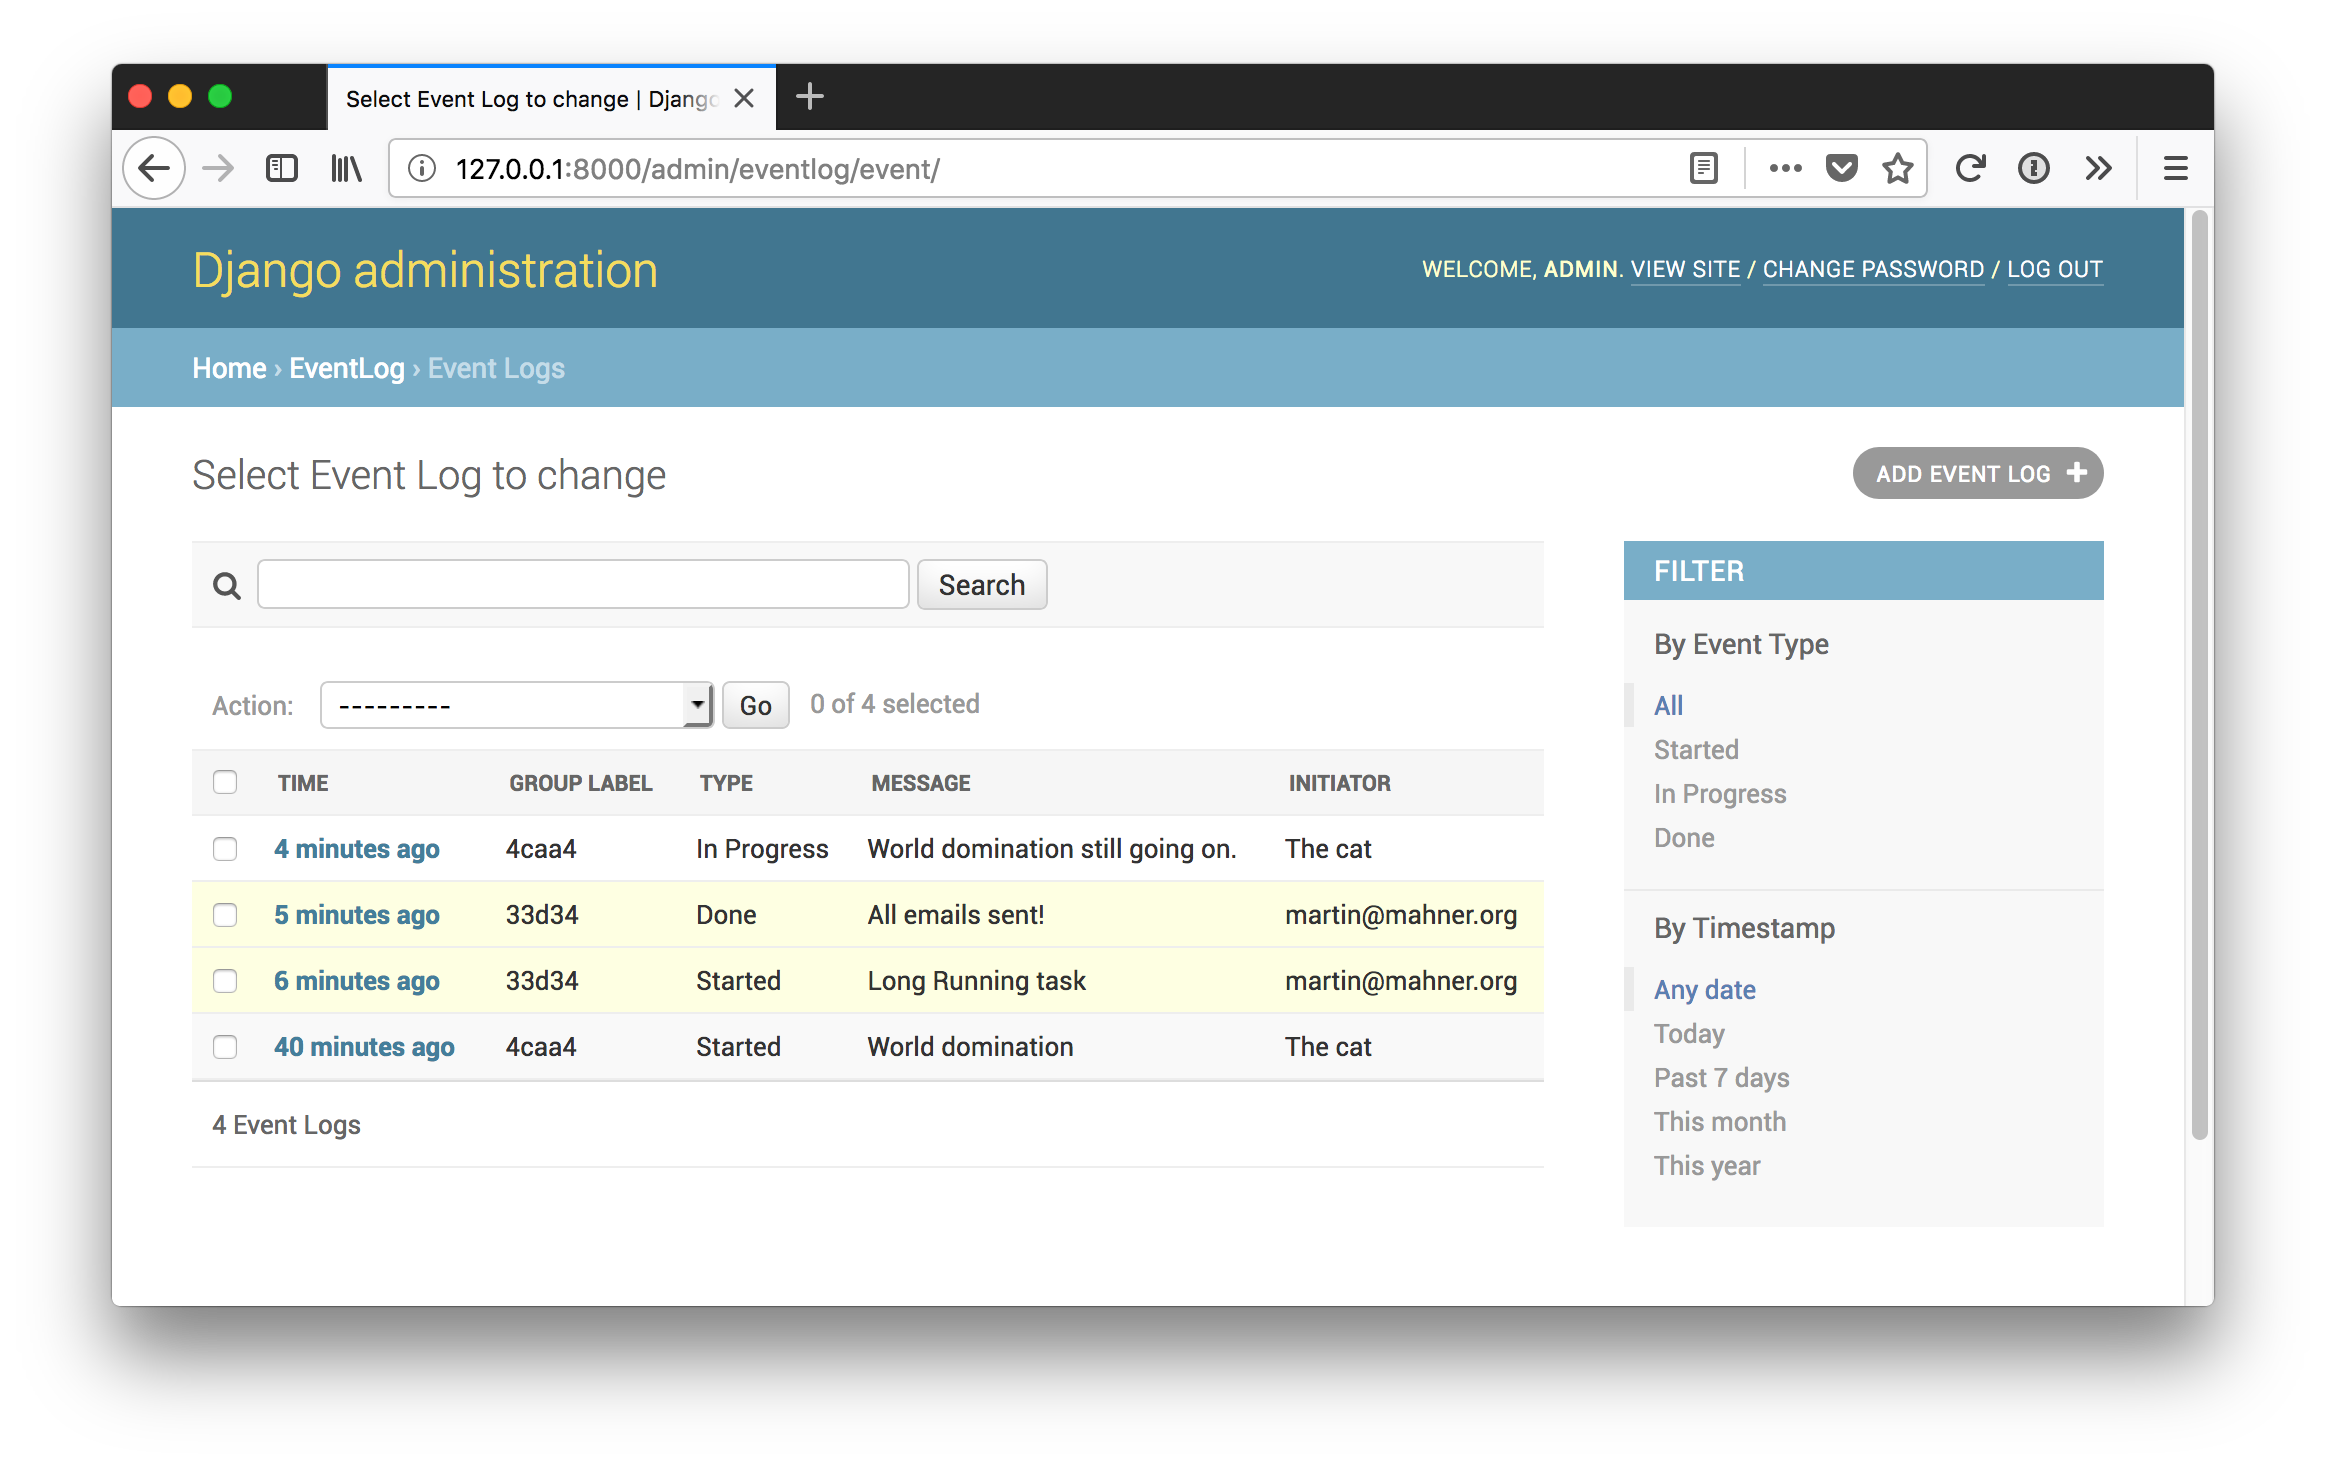 Select Event Log to change | Django
127.0.0.1:8000/admin/eventlog/event/
Django administration
WELCOME, ADMIN. VIEW SITE / CHANGE PASSWORD / LOG OUT
Home › EventLog › Event Logs
Select Event Log to change
ADD EVENT LOG +
Search
Action: --------- Go 0 of 4 selected
TIME GROUP LABEL TYPE MESSAGE INITIATOR
4 minutes ago 4caa4 In Progress World domination still going on. The cat
5 minutes ago 33d34 Done All emails sent! martin@mahner.org
6 minutes ago 33d34 Started Long Running task martin@mahner.org
40 minutes ago 4caa4 Started World domination The cat
4 Event Logs
FILTER
By Event Type
All
Started
In Progress
Done
By Timestamp
Any date
Today
Past 7 days
This month
This year